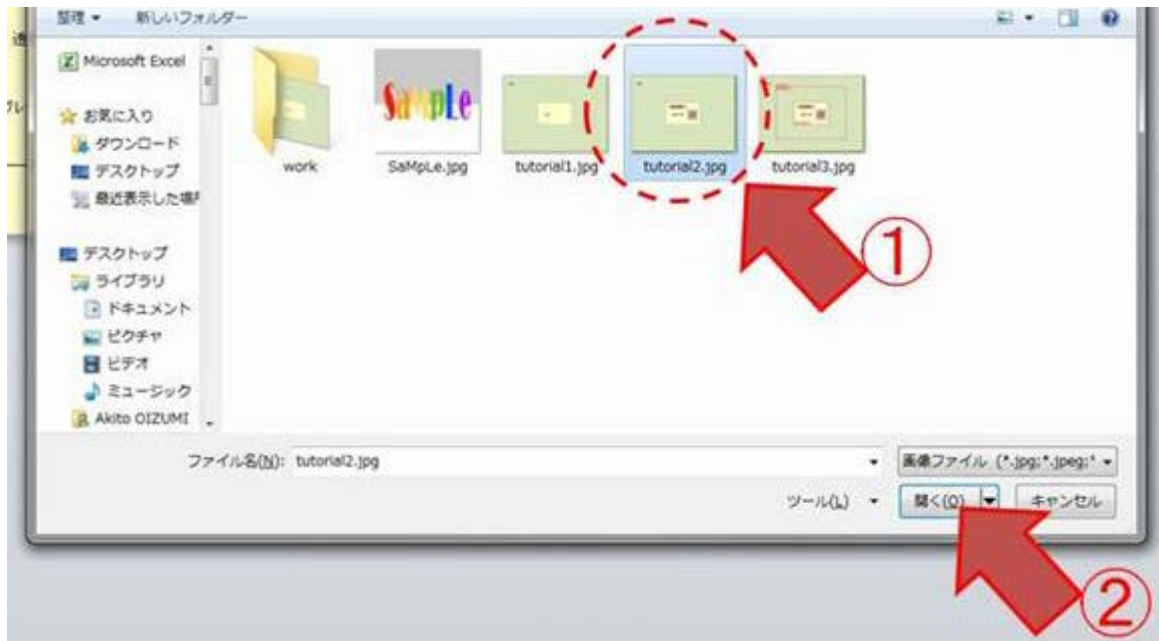 整理 ▼ 新しいフォルダー
Microsoft Excel
お気に入り
ダウンロード
デスクトップ
最近表示した場所
デスクトップ
ライブラリ
ドキュメント
ピクチャ
ビデオ
ミュージック
Akito OIZUMI
work
SaMpLe
SaMpLe.jpg
tutorial1.jpg
tutorial2.jpg
tutorial3.jpg
①
ファイル名(N): tutorial2.jpg
画像ファイル (*.jpg;*.jpeg;*
ツール(L) 開く(O) キャンセル
②